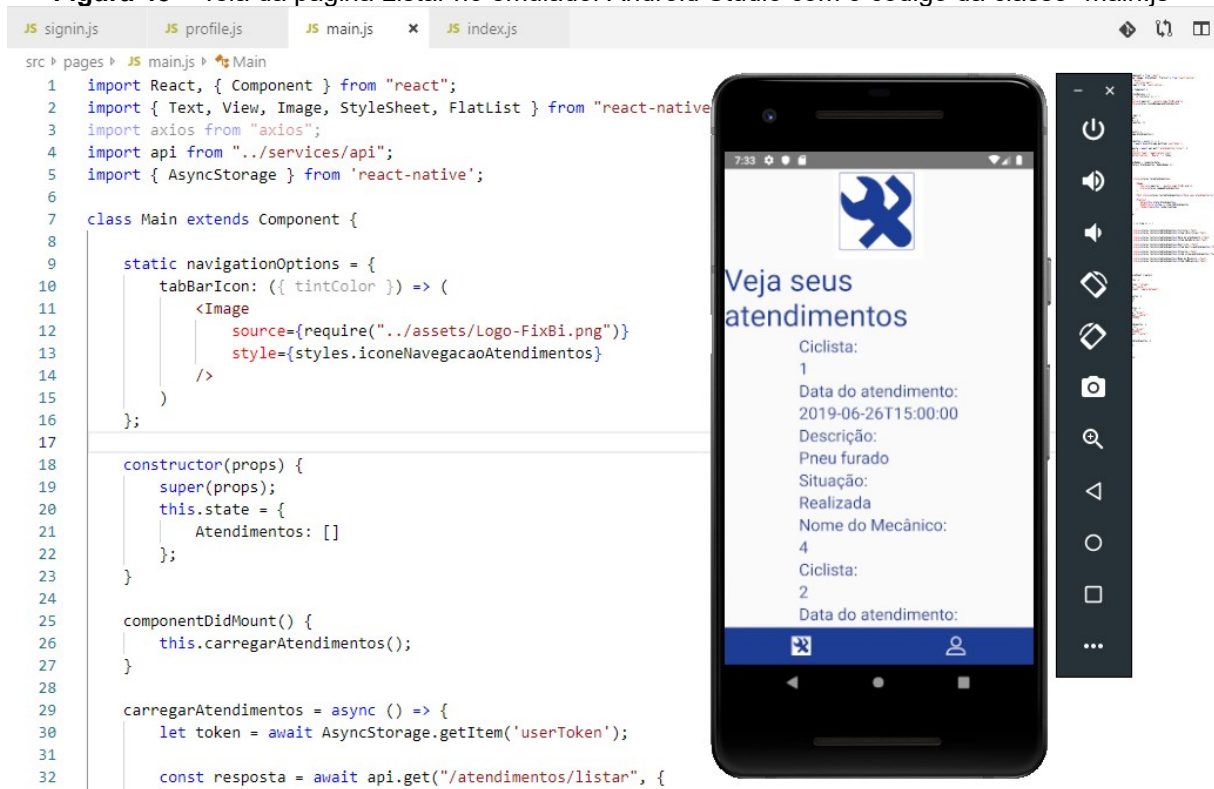 JS signin.js JS profile.js JS main.js × JS index.js
src pages JS main.js Main
1 import React, { Component } from "react";
2 import { Text, View, Image, StyleSheet, FlatList } from "react-native
3 import axios from "axios";
4 import api from "../services/api";
5 import { AsyncStorage } from 'react-native';
6
7 class Main extends Component {
8
9 static navigationOptions = {
10 tabBarIcon: ({ tintColor }) => (
11 <Image
12 source={require("../assets/Logo-FixBi.png")}
13 style={styles.iconeNavegacaoAtendimentos}
14 />
15 )
16 };
17
18 constructor(props) {
19 super(props);
20 this.state = {
21 Atendimentos: []
22 };
23 }
24
25 componentDidMount() {
26 this.carregarAtendimentos();
27 }
28
29 carregarAtendimentos = async () => {
30 let token = await AsyncStorage.getItem('userToken');
31
32 const resposta = await api.get("/atendimentos/listar", {
7:33
Veja seus
atendimentos
Ciclista:
1
Data do atendimento:
2019-06-26T15:00:00
Descrição:
Pneu furado
Situação:
Realizada
Nome do Mecânico:
4
Ciclista:
2
Data do atendimento: